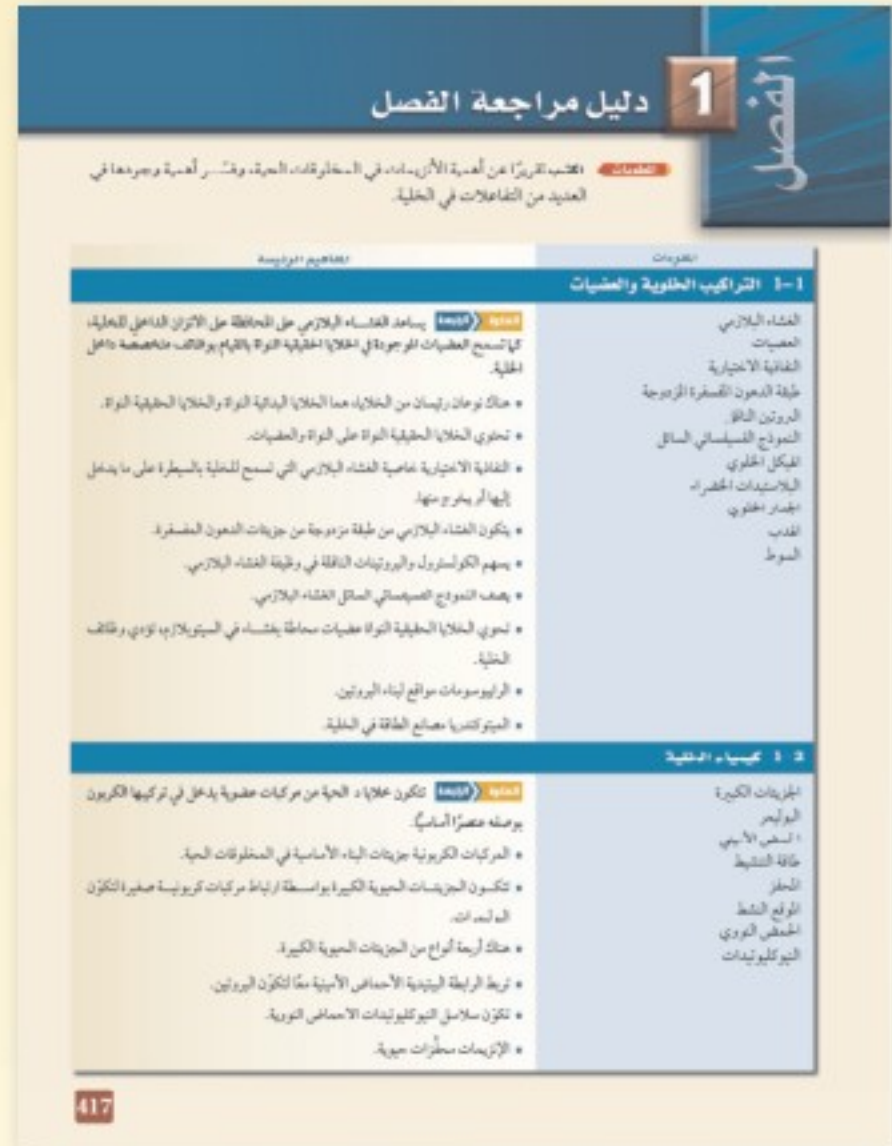 الفصل
1
دليل مراجعة الفصل
المطويات اكتب تقريرًا عن أهمية الأنزيمات في المخلوقات الحية، وفسّر أهمية وجودها في
العديد من التفاعلات في الخلية.
المفردات
المفاهيم الرئيسة
1-1 التراكيب الخلوية والعضيات
الغشاء البلازمي
العضيات
النفاذية الاختيارية
طبقة الدهون المفسفرة المزدوجة
البروتين الناقل
النموذج الفسيفسائي السائل
الهيكل الخلوي
البلاستيدات الخضراء
الجدار الخلوي
الهدب
السوط
الفكرة الرئيسة يساعد الغشاء البلازمي على المحافظة على الاتزان الداخلي للخلية،
كما تسمح العضيات الموجودة في الخلايا الحقيقية النواة بالقيام بوظائف متخصصة داخل
الخلية.
• هناك نوعان رئيسان من الخلايا، هما الخلايا البدائية النواة والخلايا الحقيقية النواة.
• تحتوي الخلايا الحقيقية النواة على النواة والعضيات.
• النفاذية الاختيارية خاصية الغشاء البلازمي التي تسمح للخلية بالسيطرة على ما يدخل
إليها أو يخرج منها.
• يتكون الغشاء البلازمي من طبقة مزدوجة من جزيئات الدهون المفسفرة.
• يسهم الكولسترول والبروتينات الناقلة في وظيفة الغشاء البلازمي.
• يصف النموذج الفسيفسائي السائل الغشاء البلازمي.
• تحوي الخلايا الحقيقية النواة عضيات محاطة بغشاء في السيتوبلازم تؤدي وظائف
الخلية.
• الرايبوسومات مواقع لبناء البروتين.
• الميتوكندريا مصانع الطاقة في الخلية.
1-2 كيمياء الخلية
الجزيئات الكبيرة
البوليمر
الحمض الأميني
طاقة التنشيط
المحفز
الموقع النشط
الحمض النووي
النيوكليوتيدات
الفكرة الرئيسة تتكون خلايا الحية من مركبات عضوية يدخل في تركيبها الكربون
بوصفه عنصرًا أساسيًّا.
• المركبات الكربونية جزيئات البناء الأساسية في المخلوقات الحية.
• تتكون الجزيئات الحيوية الكبيرة بواسطة ارتباط مركبات كربونية صغيرة لتكوّن
البوليمرات.
• هناك أربعة أنواع من الجزيئات الحيوية الكبيرة.
• تربط الرابطة الببتيدية الأحماض الأمينية معًا لتكوّن البروتين.
• تكوّن سلاسل النيوكليوتيدات الاحماض النووية.
• الإنزيمات محفّزات حيوية.
417